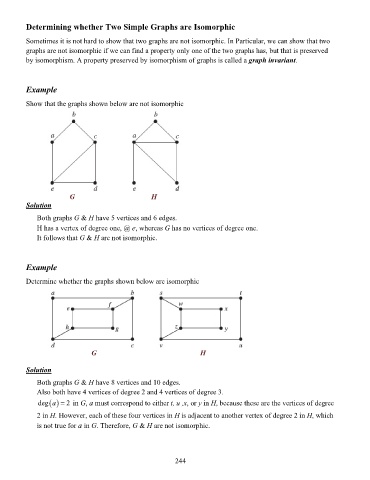 Determining whether Two Simple Graphs are Isomorphic
Sometimes it is not hard to show that two graphs are not isomorphic. In Particular, we can show that two
graphs are not isomorphic if we can find a property only one of the two graphs has, but that is preserved
by isomorphism. A property preserved by isomorphism of graphs is called a graph invariant.
Example
Show that the graphs shown below are not isomorphic
b b
a c a c
e d e d
G H
Solution
Both graphs G & H have 5 vertices and 6 edges.
H has a vertex of degree one, @ e, whereas G has no vertices of degree one.
It follows that G & H are not isomorphic.
Example
Determine whether the graphs shown below are isomorphic
a b s t
e f w x
h g z y
d c v u
G H
Solution
Both graphs G & H have 8 vertices and 10 edges.
Also both have 4 vertices of degree 2 and 4 vertices of degree 3.
deg(a) = 2 in G, a must correspond to either t, u ,x, or y in H, because these are the vertices of degree
2 in H. However, each of these four vertices in H is adjacent to another vertex of degree 2 in H, which
is not true for a in G. Therefore, G & H are not isomorphic.
244